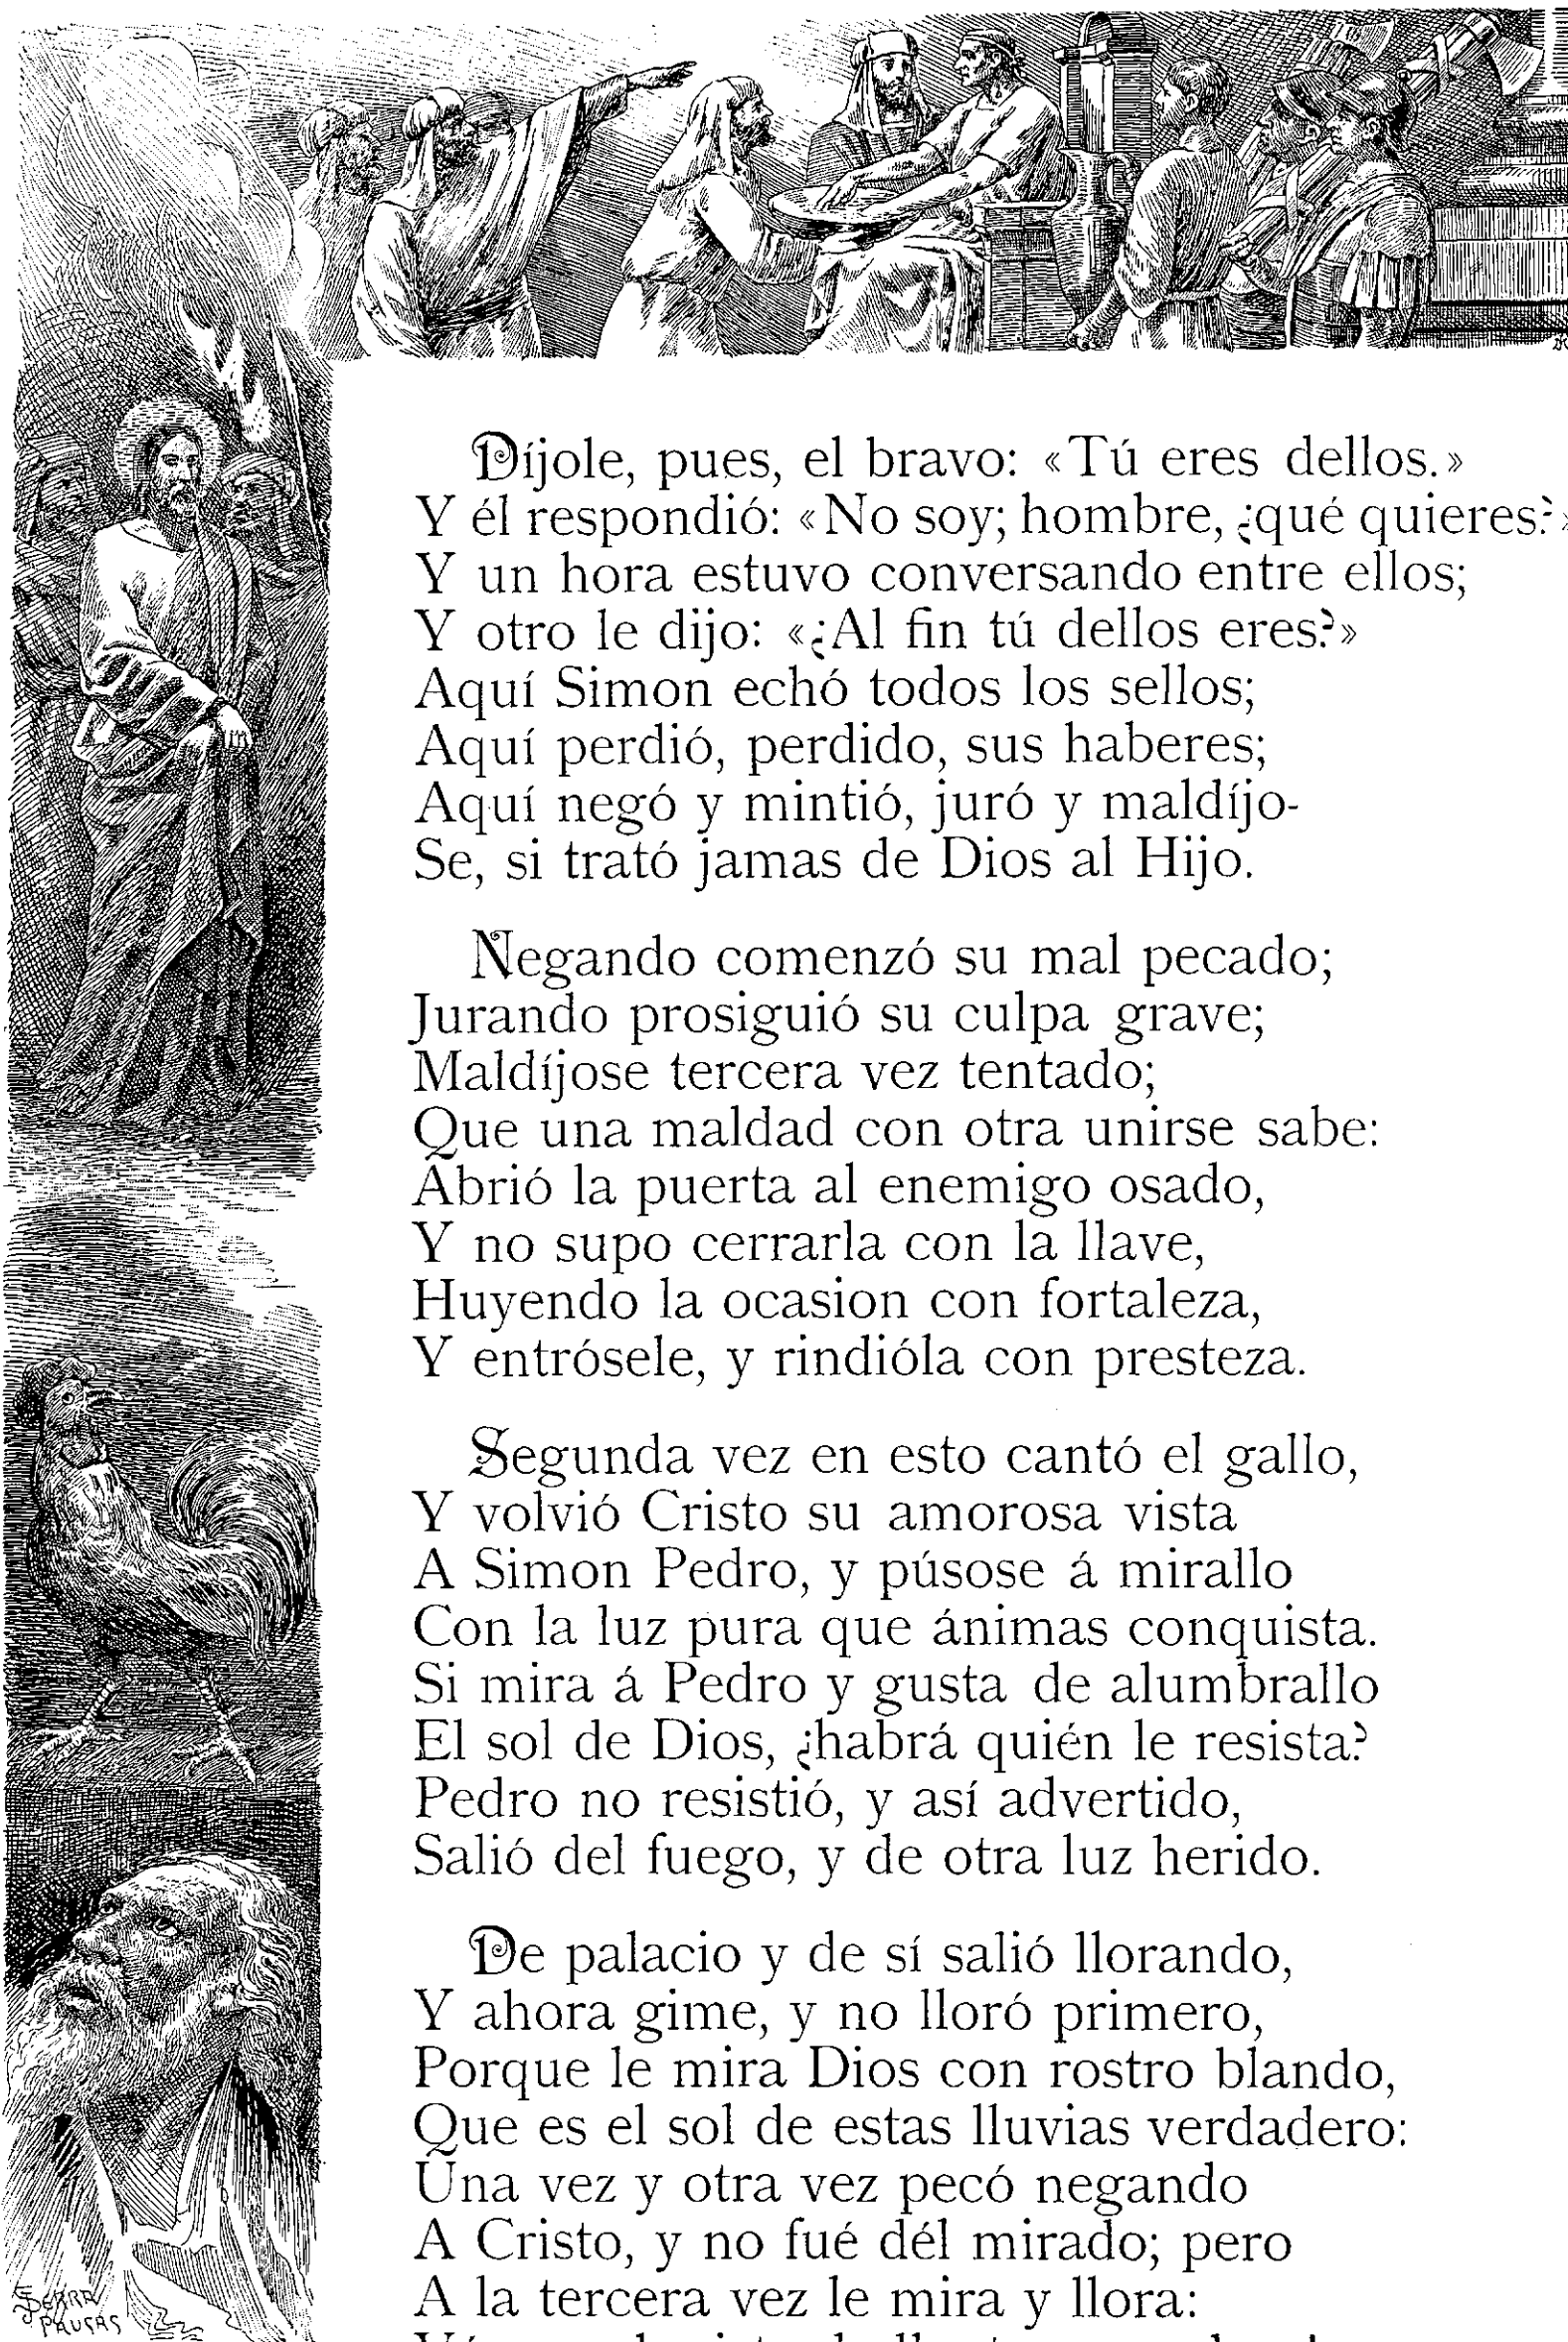 Díjole, pues, el bravo: «Tú eres dellos.»
Y él respondió: «No soy; hombre, ¿qué quieres?»
Y un hora estuvo conversando entre ellos;
Y otro le dijo: «¿Al fin tú dellos eres?»
Aquí Simon echó todos los sellos;
Aquí perdió, perdido, sus haberes;
Aquí negó y mintió, juró y maldíjo-
Se, si trató jamas de Dios al Hijo.
Negando comenzó su mal pecado;
Jurando prosiguió su culpa grave;
Maldíjose tercera vez tentado;
Que una maldad con otra unirse sabe:
Abrió la puerta al enemigo osado,
Y no supo cerrarla con la llave,
Huyendo la ocasion con fortaleza,
Y entrósele, y rindióla con presteza.
Segunda vez en esto cantó el gallo,
Y volvió Cristo su amorosa vista
A Simon Pedro, y púsose á mirallo
Con la luz pura que ánimas conquista.
Si mira á Pedro y gusta de alumbrallo
El sol de Dios, ¿habrá quién le resista?
Pedro no resistió, y así advertido,
Salió del fuego, y de otra luz herido.
De palacio y de sí salió llorando,
Y ahora gime, y no lloró primero,
Porque le mira Dios con rostro blando,
Que es el sol de estas lluvias verdadero:
Una vez y otra vez pecó negando
A Cristo, y no fué dél mirado; pero
A la tercera vez le mira y llora:
SERRA
PAUSAS